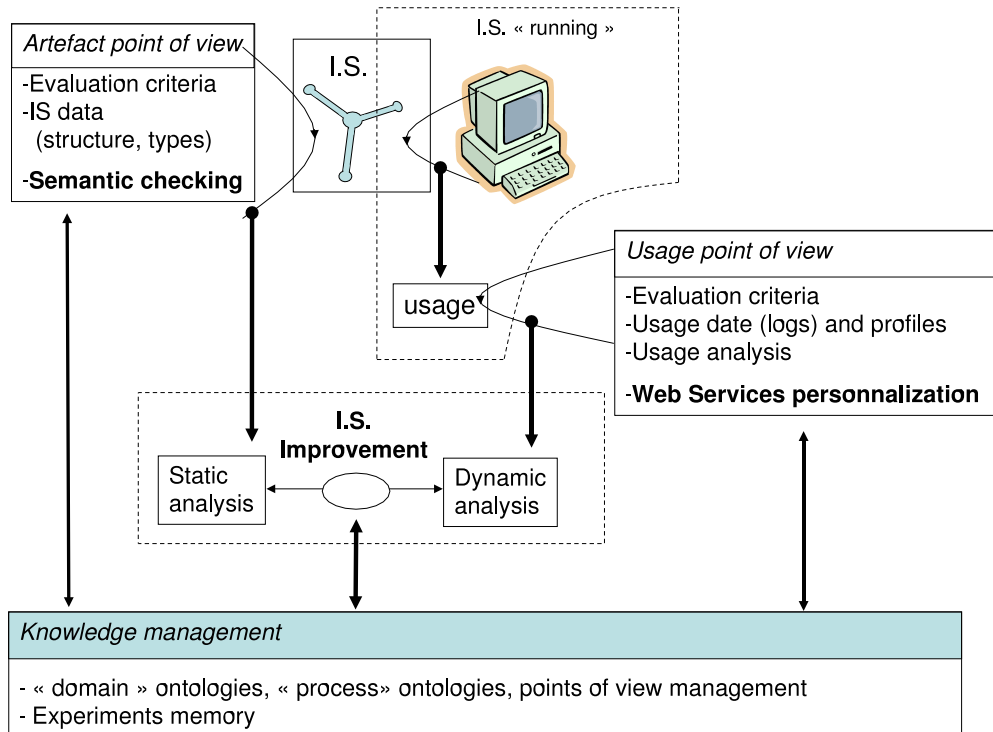 I.S. « running »
Artefact point of view
-Evaluation criteria
-IS data
(structure, types)
-Semantic checking
I.S.
usage
Usage point of view
-Evaluation criteria
-Usage date (logs) and profiles
-Usage analysis
-Web Services personnalization
I.S.
Improvement
Static
analysis
Dynamic
analysis
Knowledge management
- « domain » ontologies, « process» ontologies, points of view management
- Experiments memory